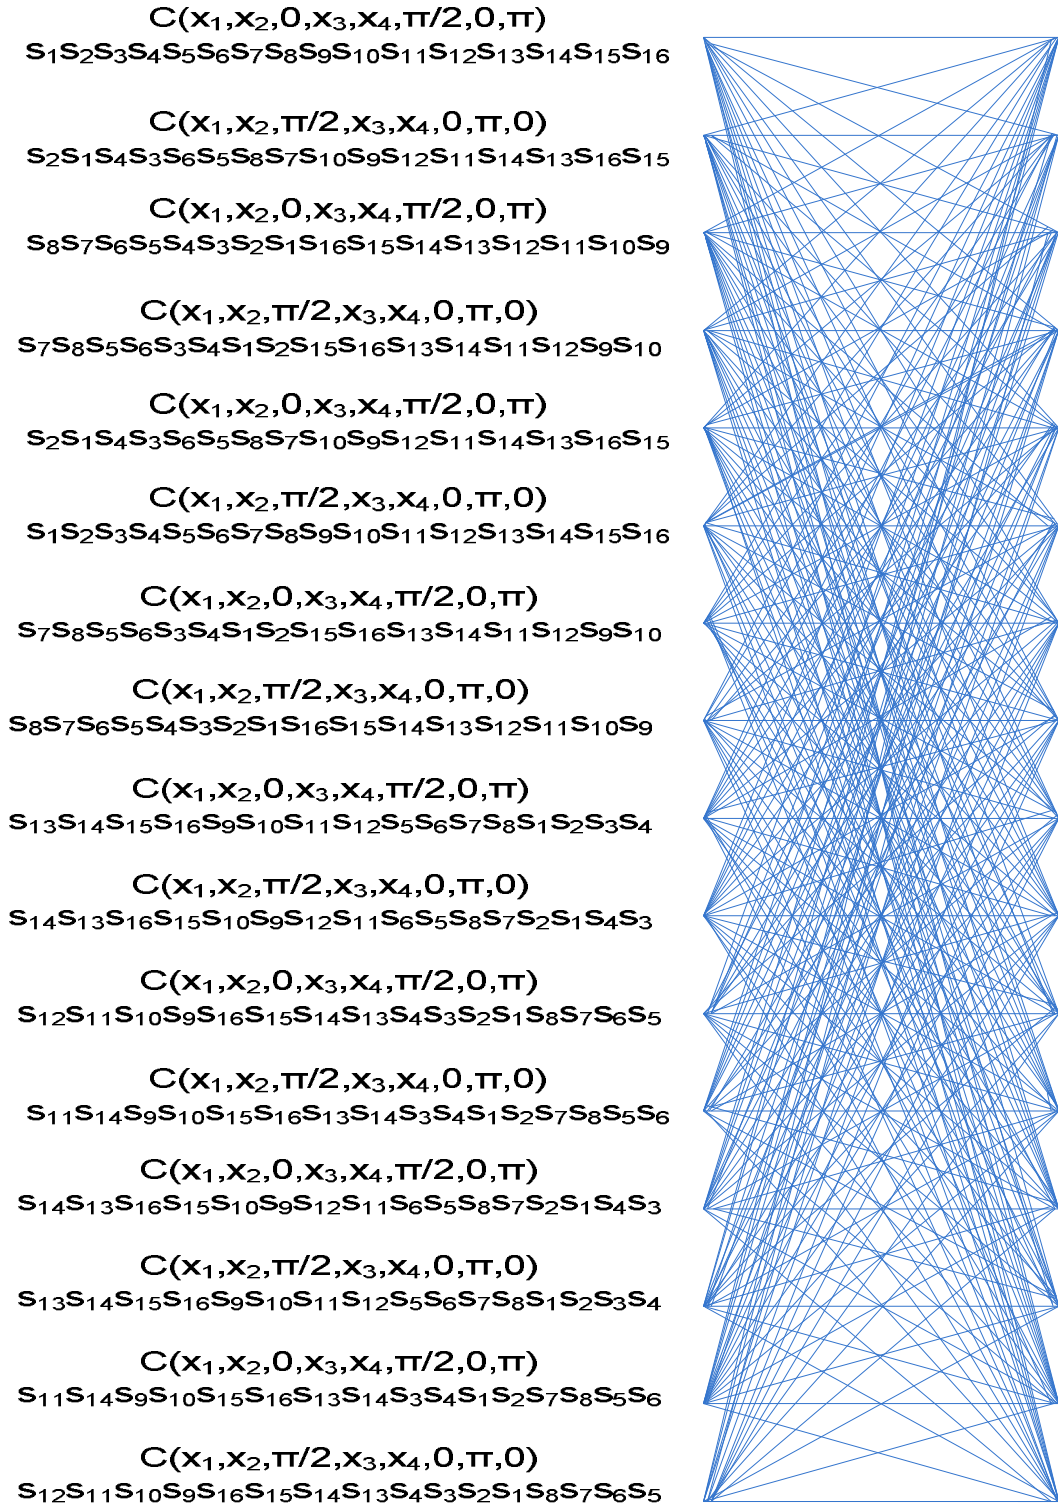 C(x₁,x₂,0,x₃,x₄,π/2,0,π)
S₁S₂S₃S₄S₅S₆S₇S₈S₉S₁₀S₁₁S₁₂S₁₃S₁₄S₁₅S₁₆
C(x₁,x₂,π/2,x₃,x₄,0,π,0)
S₂S₁S₄S₃S₆S₅S₈S₇S₁₀S₉S₁₂S₁₁S₁₄S₁₃S₁₆S₁₅
C(x₁,x₂,0,x₃,x₄,π/2,0,π)
S₈S₇S₆S₅S₄S₃S₂S₁S₁₆S₁₅S₁₄S₁₃S₁₂S₁₁S₁₀S₉
C(x₁,x₂,π/2,x₃,x₄,0,π,0)
S₇S₈S₅S₆S₃S₄S₁S₂S₁₅S₁₆S₁₃S₁₄S₁₁S₁₂S₉S₁₀
C(x₁,x₂,0,x₃,x₄,π/2,0,π)
S₂S₁S₄S₃S₆S₅S₈S₇S₁₀S₉S₁₂S₁₁S₁₄S₁₃S₁₆S₁₅
C(x₁,x₂,π/2,x₃,x₄,0,π,0)
S₁S₂S₃S₄S₅S₆S₇S₈S₉S₁₀S₁₁S₁₂S₁₃S₁₄S₁₅S₁₆
C(x₁,x₂,0,x₃,x₄,π/2,0,π)
S₇S₈S₅S₆S₃S₄S₁S₂S₁₅S₁₆S₁₃S₁₄S₁₁S₁₂S₉S₁₀
C(x₁,x₂,π/2,x₃,x₄,0,π,0)
S₈S₇S₆S₅S₄S₃S₂S₁S₁₆S₁₅S₁₄S₁₃S₁₂S₁₁S₁₀S₉
C(x₁,x₂,0,x₃,x₄,π/2,0,π)
S₁₃S₁₄S₁₅S₁₆S₉S₁₀S₁₁S₁₂S₅S₆S₇S₈S₁S₂S₃S₄
C(x₁,x₂,π/2,x₃,x₄,0,π,0)
S₁₄S₁₃S₁₆S₁₅S₁₀S₉S₁₂S₁₁S₆S₅S₈S₇S₂S₁S₄S₃
C(x₁,x₂,0,x₃,x₄,π/2,0,π)
S₁₂S₁₁S₁₀S₉S₁₆S₁₅S₁₄S₁₃S₄S₃S₂S₁S₈S₇S₆S₅
C(x₁,x₂,π/2,x₃,x₄,0,π,0)
S₁₁S₁₄S₉S₁₀S₁₅S₁₆S₁₃S₁₄S₃S₄S₁S₂S₇S₈S₅S₆
C(x₁,x₂,0,x₃,x₄,π/2,0,π)
S₁₄S₁₃S₁₆S₁₅S₁₀S₉S₁₂S₁₁S₆S₅S₈S₇S₂S₁S₄S₃
C(x₁,x₂,π/2,x₃,x₄,0,π,0)
S₁₃S₁₄S₁₅S₁₆S₉S₁₀S₁₁S₁₂S₅S₆S₇S₈S₁S₂S₃S₄
C(x₁,x₂,0,x₃,x₄,π/2,0,π)
S₁₁S₁₄S₉S₁₀S₁₅S₁₆S₁₃S₁₄S₃S₄S₁S₂S₇S₈S₅S₆
C(x₁,x₂,π/2,x₃,x₄,0,π,0)
S₁₂S₁₁S₁₀S₉S₁₆S₁₅S₁₄S₁₃S₄S₃S₂S₁S₈S₇S₆S₅